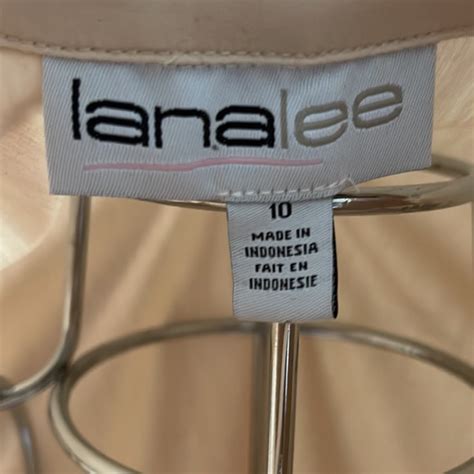 lanalee
10
MADE IN
INDONESIA
FAIT EN
INDONESIE